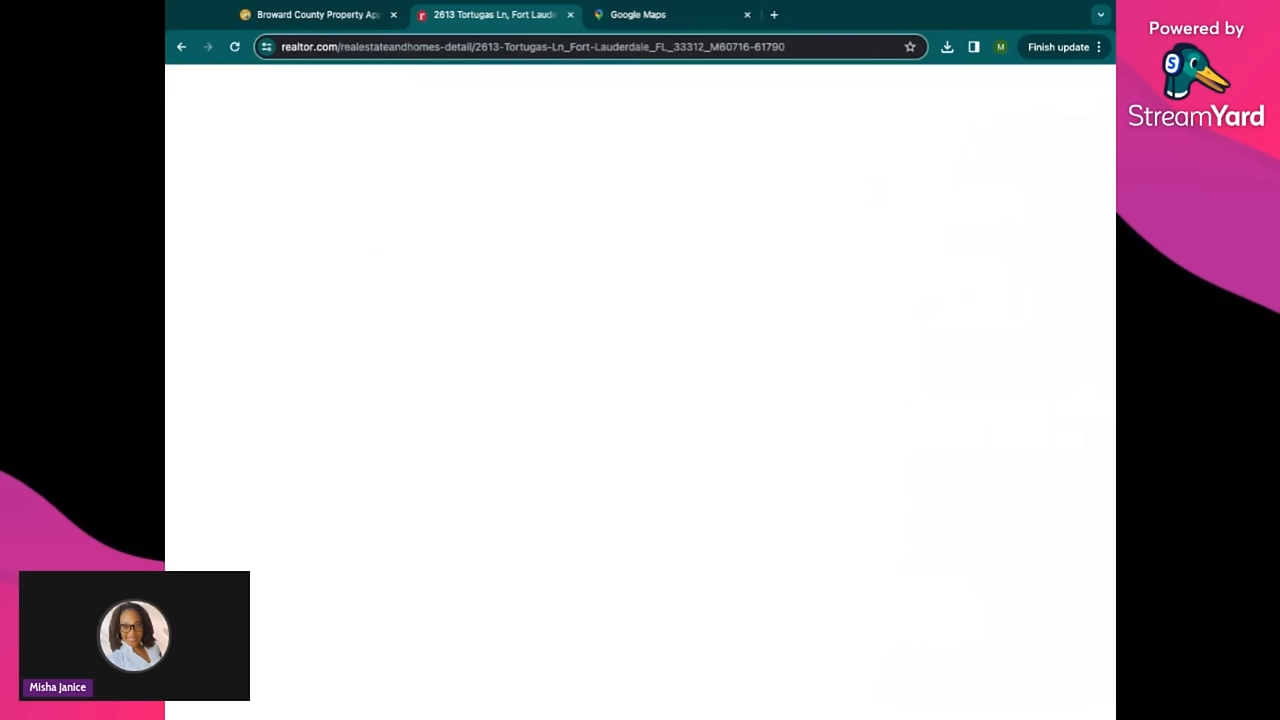 Broward County Property Ap
2613 Tortugas Ln, Fort Laude
Google Maps
realtor.com/realestateandhomes-detail/2613-Tortugas-Ln_Fort-Lauderdale_FL_33312_M60716-61790
M
Finish update
Powered by
S
StreamYard
Misha Janice